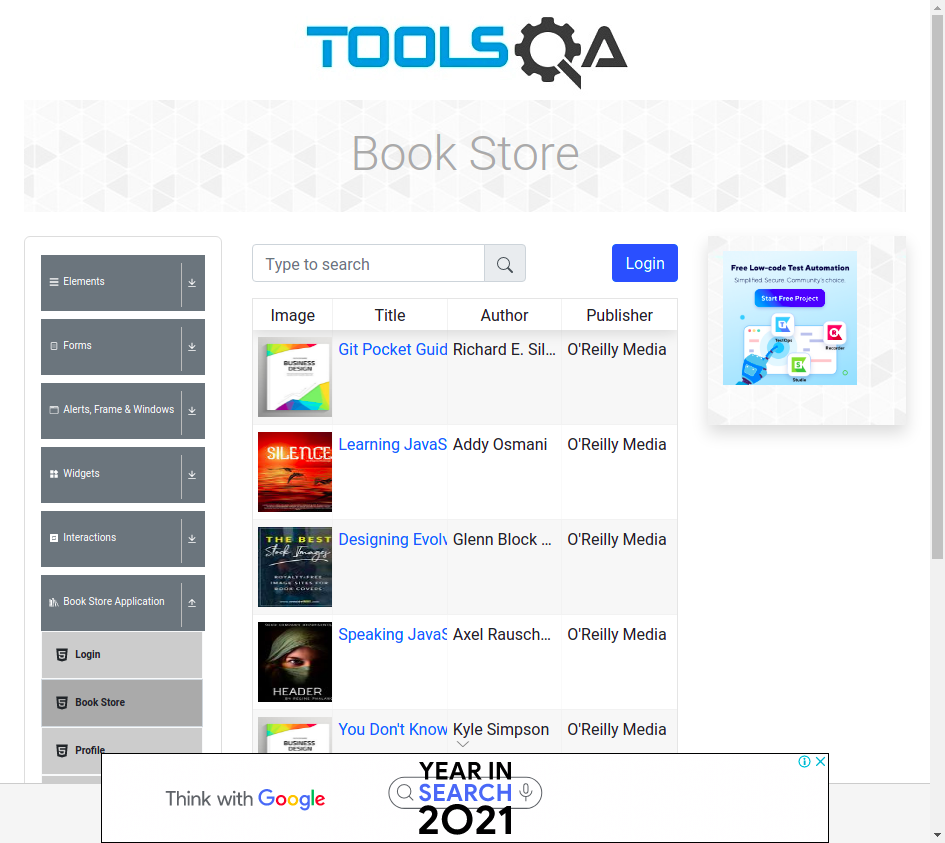 TOOLSQA
Book Store
Elements
Forms
Alerts, Frame & Windows
Widgets
Interactions
Book Store Application
Login
Book Store
Profile
Type to search
Login
Image Title Author Publisher
BUSINESS
DESIGN
Git Pocket Guid Richard E. Sil... O'Reilly Media
SILENCE
Learning JavaS Addy Osmani O'Reilly Media
THE BEST
Stock Images
ROYALTY-FREE
IMAGE SITES FOR
BOOK COVERS
Designing Evolv Glenn Block ... O'Reilly Media
HEADER
Speaking JavaS Axel Rausch... O'Reilly Media
BUSINESS
You Don't Know Kyle Simpson O'Reilly Media
Free Low-code Test Automation
Simplified. Secure. Community's choice.
Start Free Project
TestOps
Recorder
Studio
Think with Google
YEAR IN
SEARCH
2021